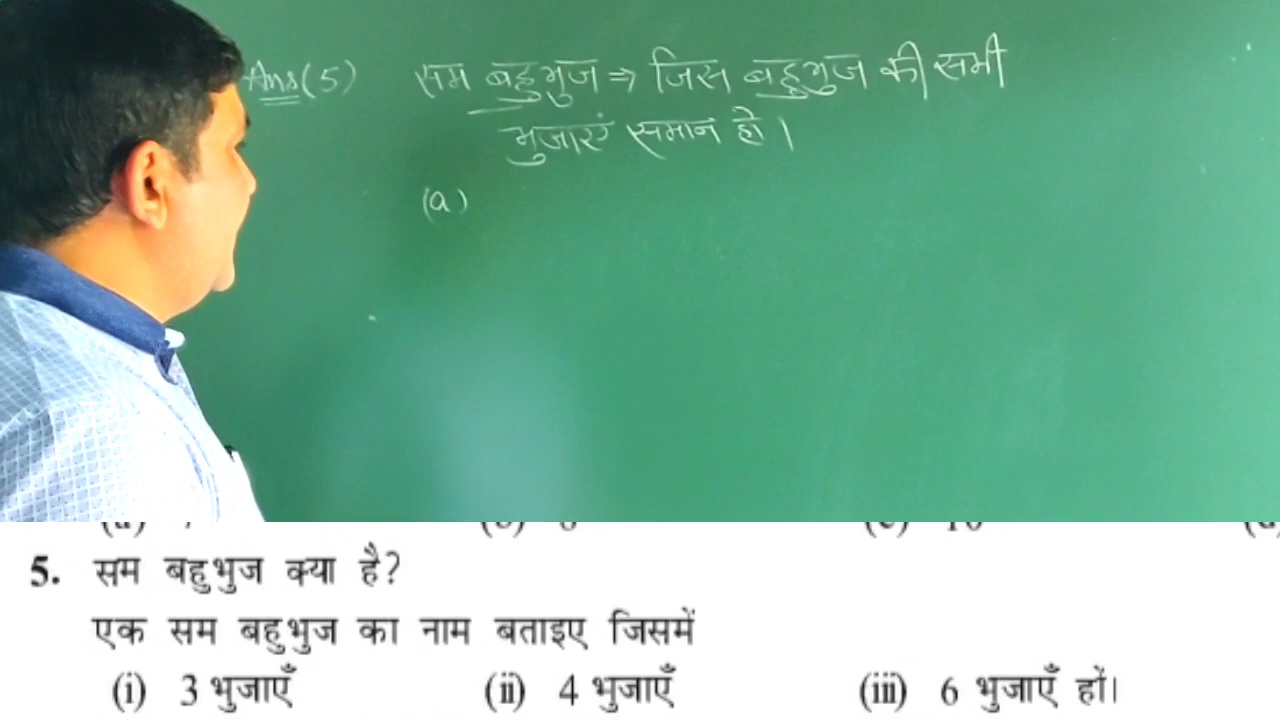 Ans (5) सम बहुभुज ⇒ जिस बहुभुज की सभी
भुजाएं समान हो।
(a)
5. सम बहुभुज क्या है?
एक सम बहुभुज का नाम बताइए जिसमें
(i) 3 भुजाएँ (ii) 4 भुजाएँ (iii) 6 भुजाएँ हों।